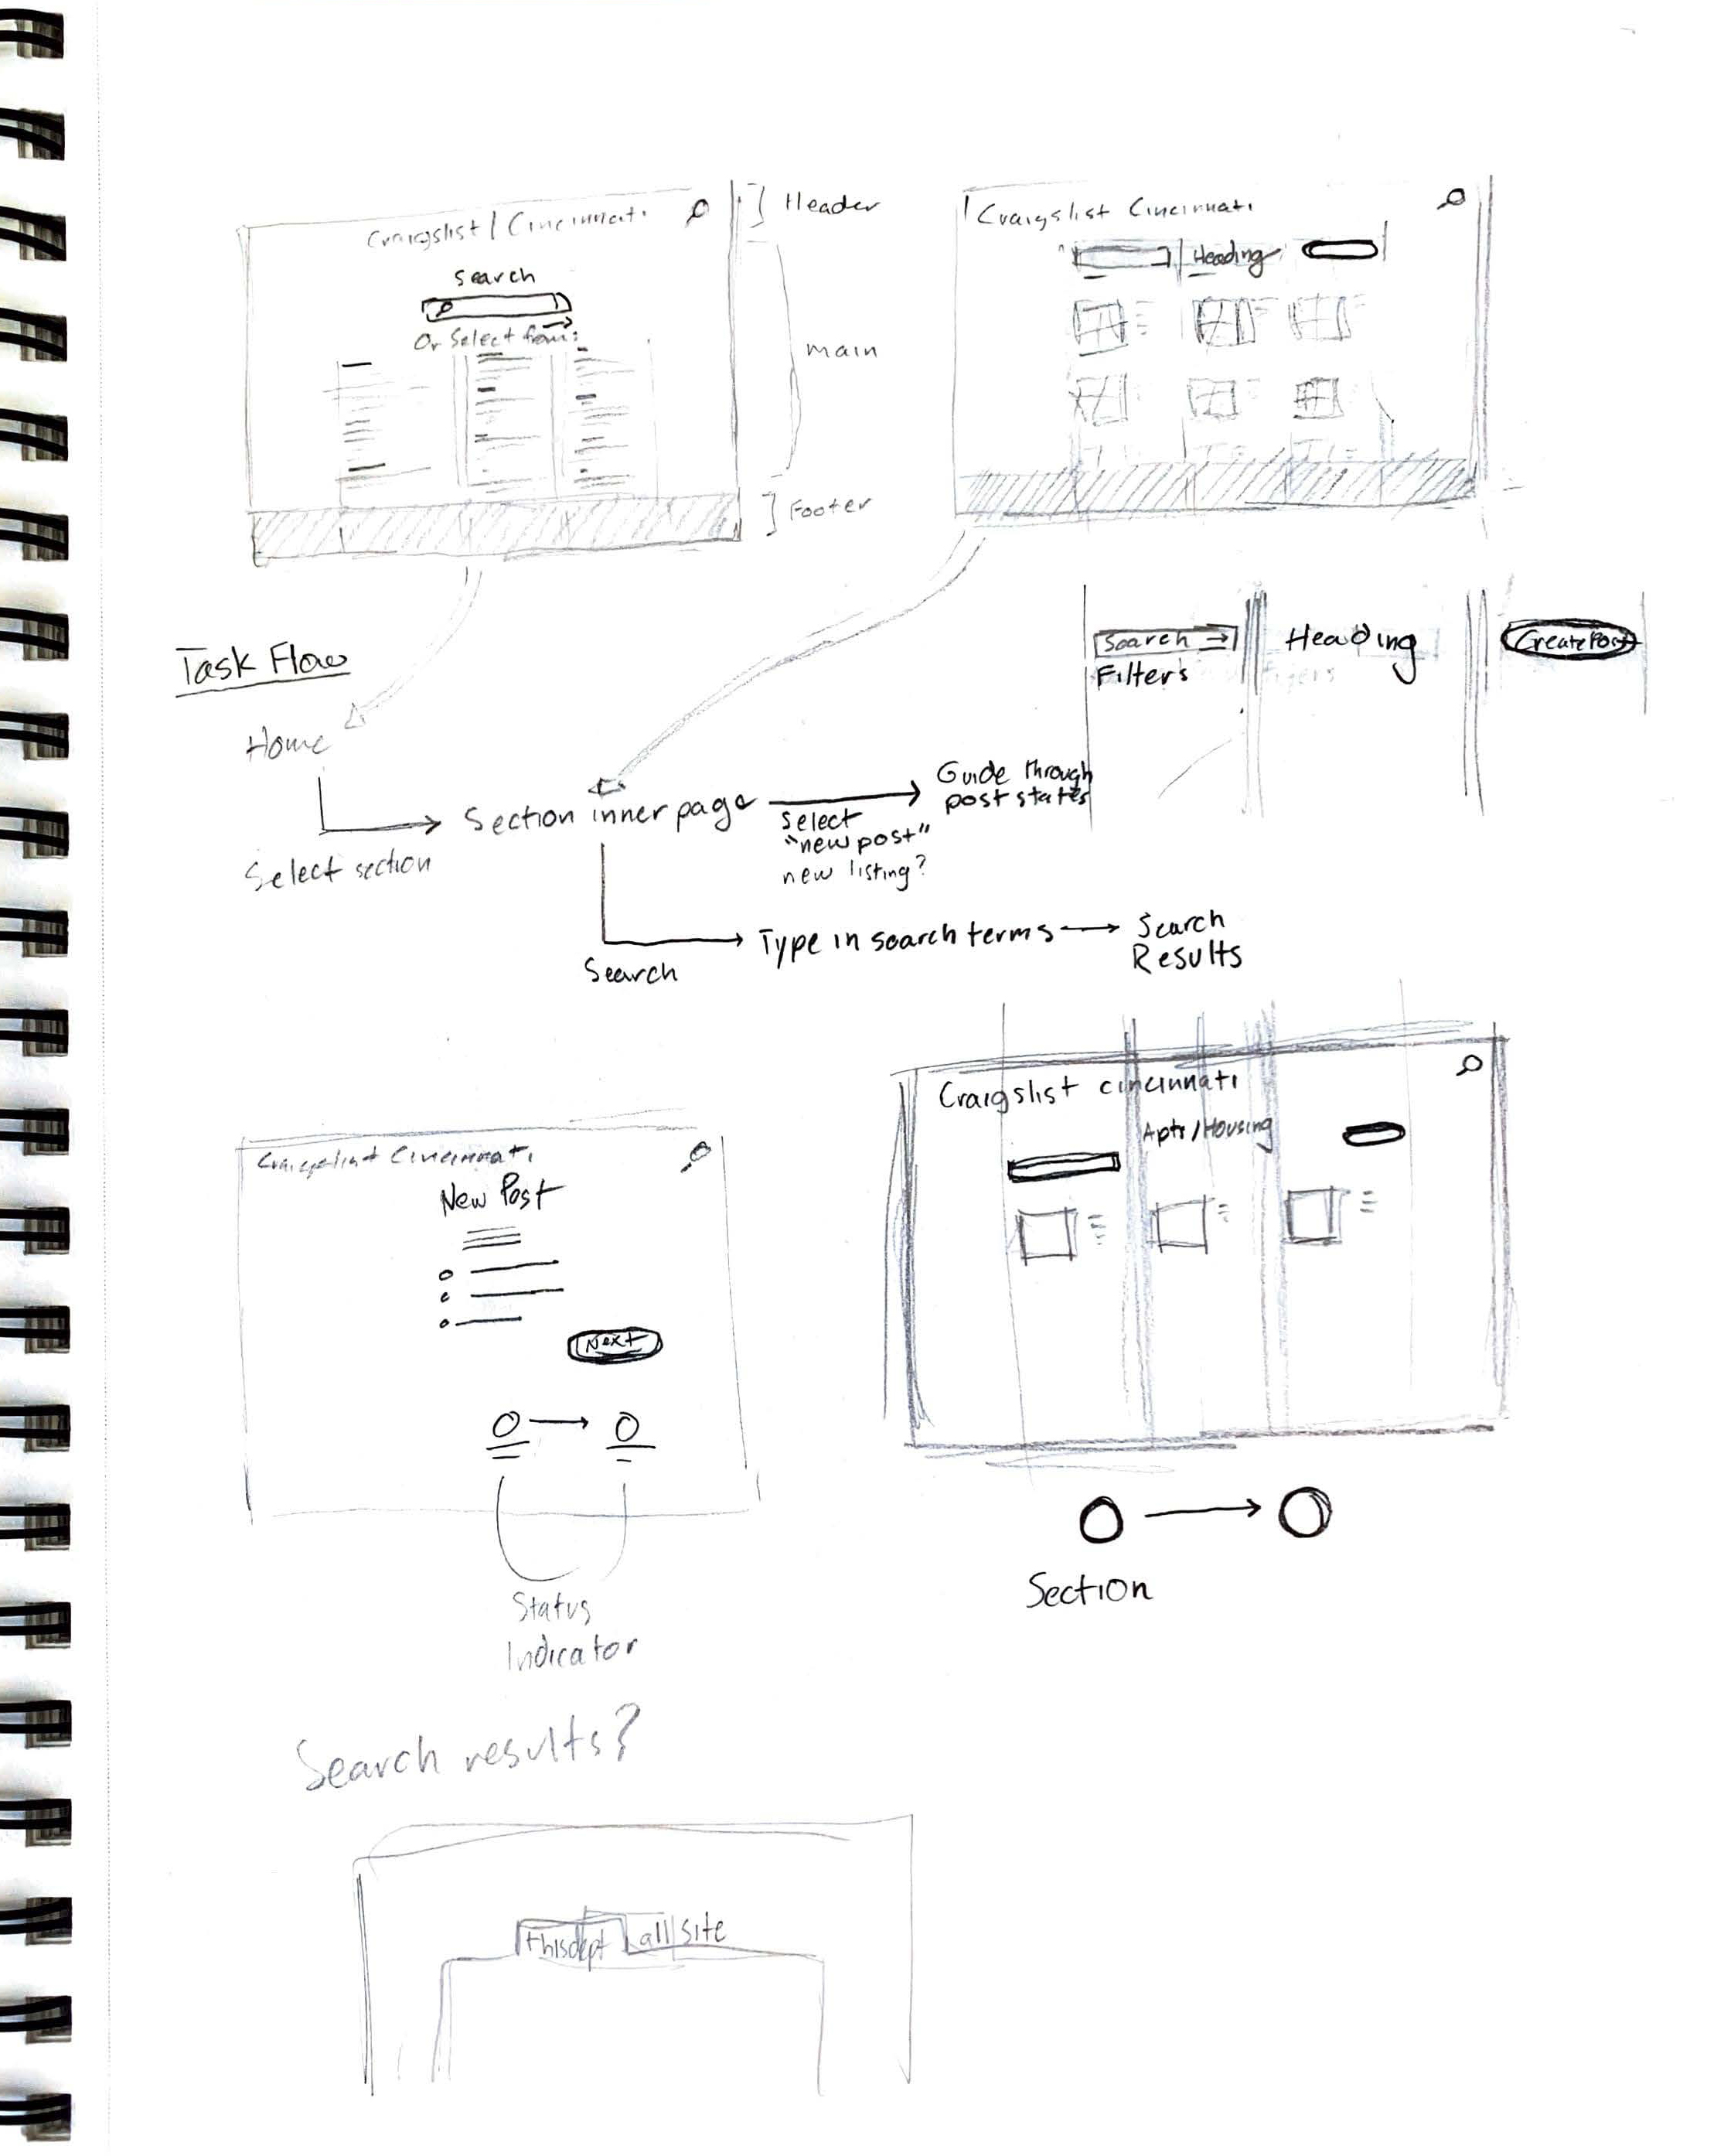 Craigslist | Cincinnati
Search
Or Select from:
Header
main
Footer
Craigslist Cincinnati
Heading
Search →
Filters
Heading
Create Post
Task Flow
Home
Select section
Section inner page
Select
"new post"
new listing?
Guide through
post states
Search
Type in search terms
Search
Results
Craigslist Cincinnati
New Post
Next
Status
Indicator
Craigslist cincinnati
Apts/Housing
Section
Search results?
this dept
all site